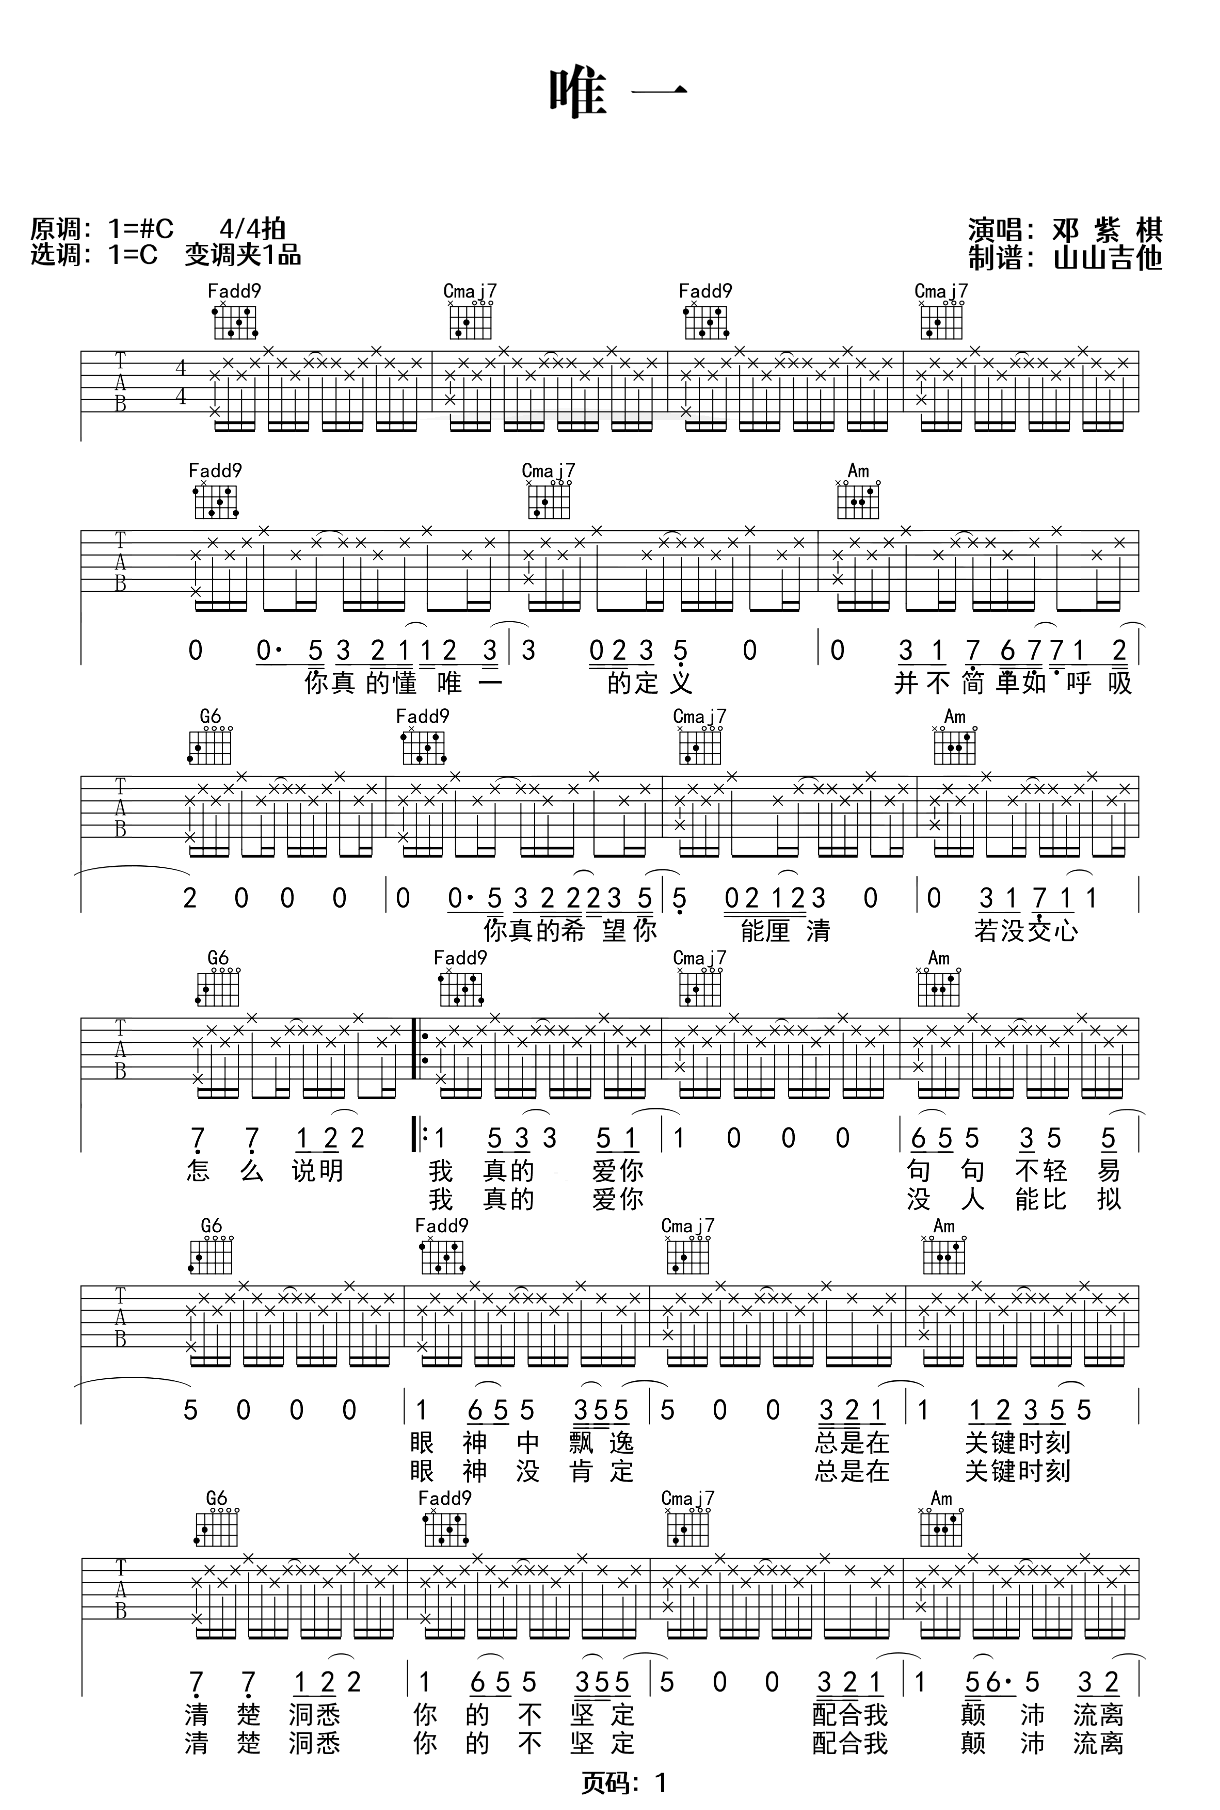 唯 一
原调：1=#C 4/4拍
选调：1=C 变调夹1品
演唱：邓 紫 棋
制谱：山山吉他
Fadd9 Cmaj7 Fadd9 Cmaj7
T A B 4 4
Fadd9 Cmaj7 Am
T A B
0 0· 5 3 2 1 1 2 3 3 0 2 3 5 0 0 3 1 7 6 7 7 1 2
你真 的懂 唯 一 的定 义 并 不 简 单如 呼 吸
G6 Fadd9 Cmaj7 Am
T A B
2 0 0 0 0 0· 5 3 2 2 2 3 5 5 0 2 1 2 3 0 0 3 1 7 1 1
你真的希 望 你 能厘 清 若没交心
G6 Fadd9 Cmaj7 Am
T A B
7 7 1 2 2 1 5 3 3 5 1 1 0 0 0 6 5 5 3 5 5
怎 么 说明 我 真的 爱你 句 句 不轻 易
我 真的 爱你 没 人 能比 拟
G6 Fadd9 Cmaj7 Am
T A B
5 0 0 0 1 6 5 5 3 5 5 5 0 0 3 2 1 1 1 2 3 5 5
眼 神 中 飘 逸 总是在 关键时刻
眼 神 没 肯 定 总是在 关键时刻
G6 Fadd9 Cmaj7 Am
T A B
7 7 1 2 2 1 6 5 5 3 5 5 5 0 0 3 2 1 1 5 6· 5 3 2
清 楚 洞悉 你 的 不 坚 定 配合我 颠 沛 流离
清 楚 洞悉 你 的 不 坚 定 配合我 颠 沛 流离
页码：1